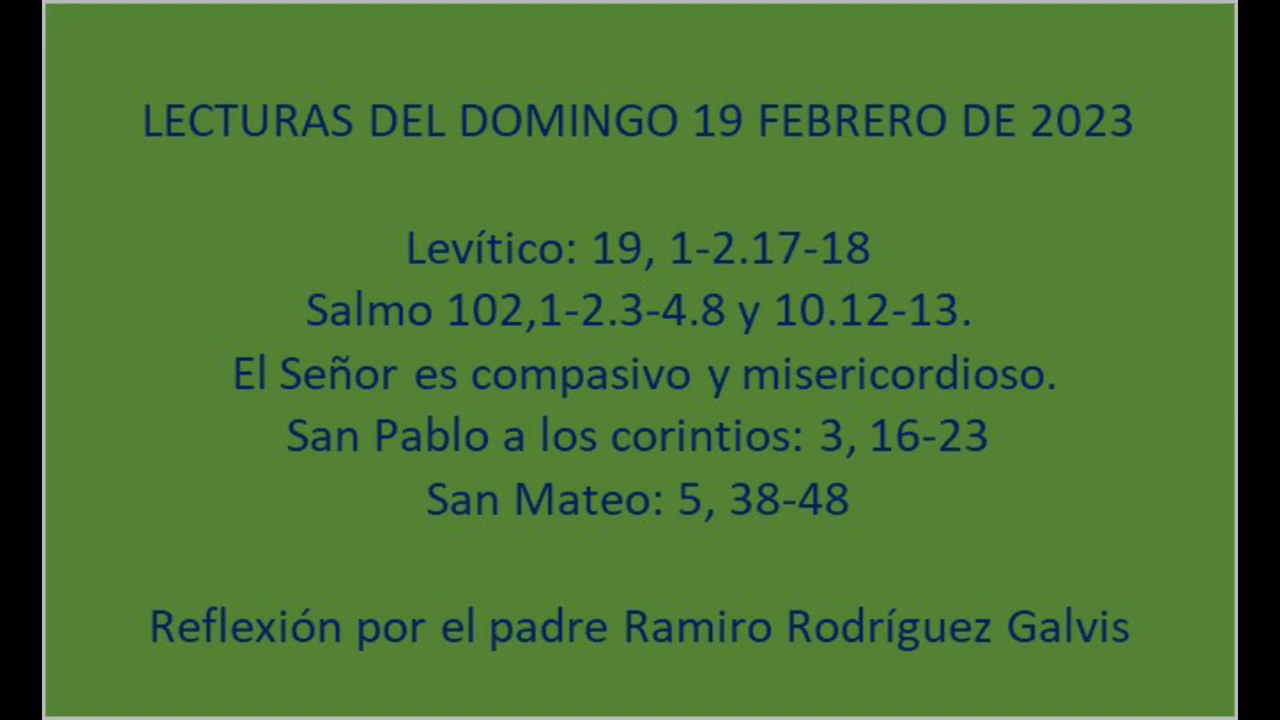 LECTURAS DEL DOMINGO 19 FEBRERO DE 2023
Levítico: 19, 1-2.17-18
Salmo 102,1-2.3-4.8 y 10.12-13.
El Señor es compasivo y misericordioso.
San Pablo a los corintios: 3, 16-23
San Mateo: 5, 38-48
Reflexión por el padre Ramiro Rodríguez Galvis